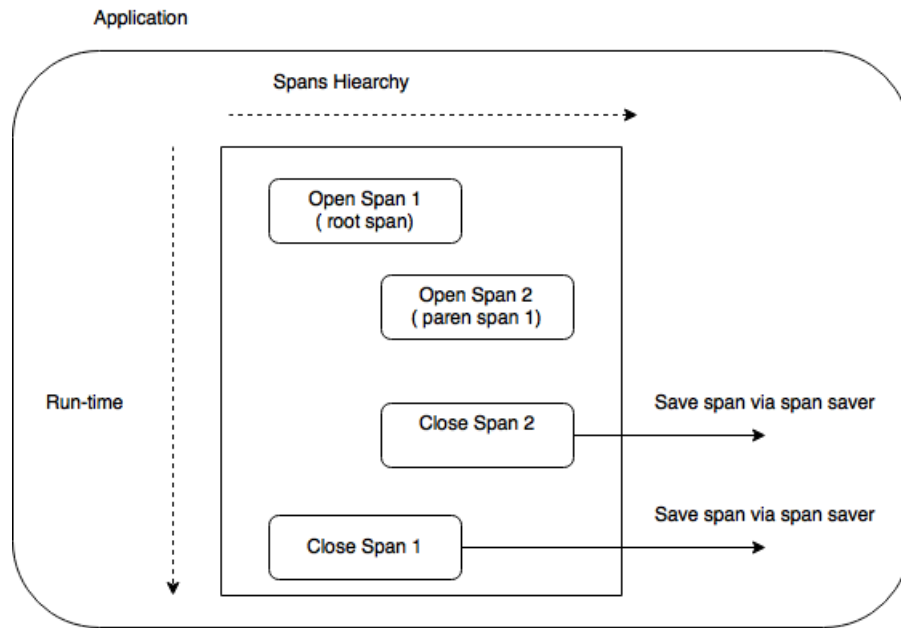 Application
Spans Hiearchy
Open Span 1
( root span)
Open Span 2
( paren span 1)
Run-time
Close Span 2
Save span via span saver
Close Span 1
Save span via span saver